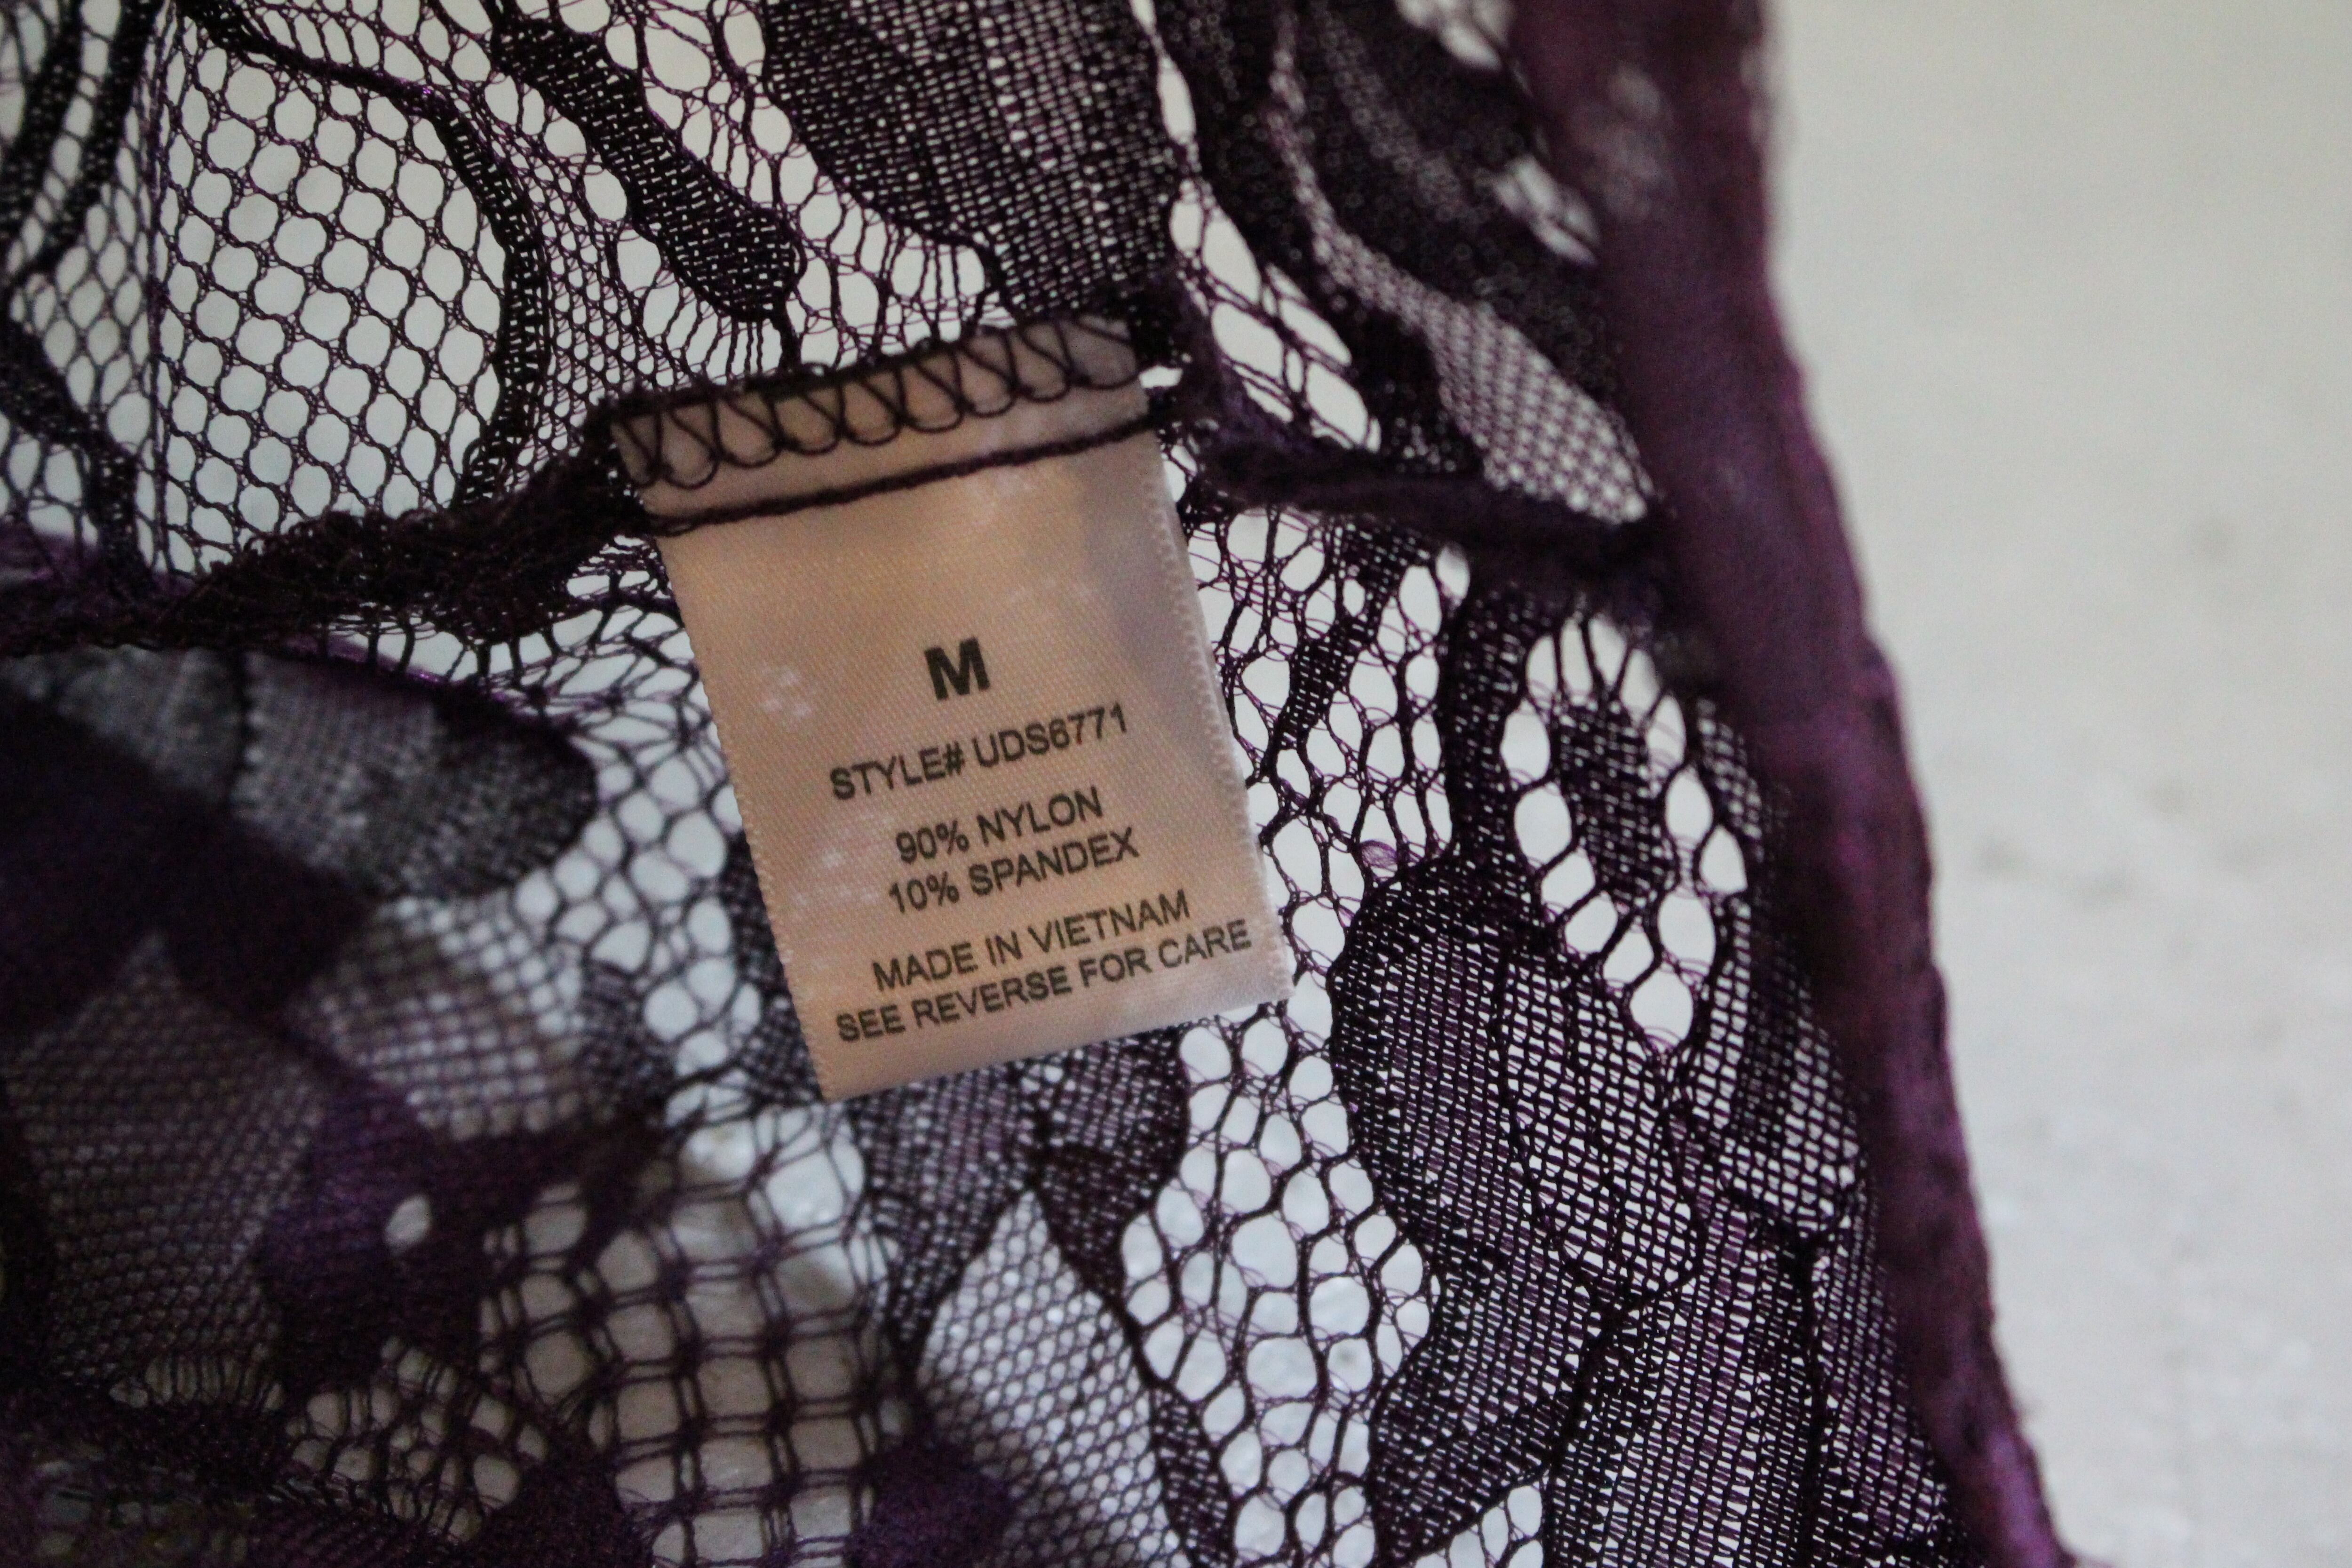 M
STYLE# UDS6771
90% NYLON
10% SPANDEX
MADE IN VIETNAM
SEE REVERSE FOR CARE